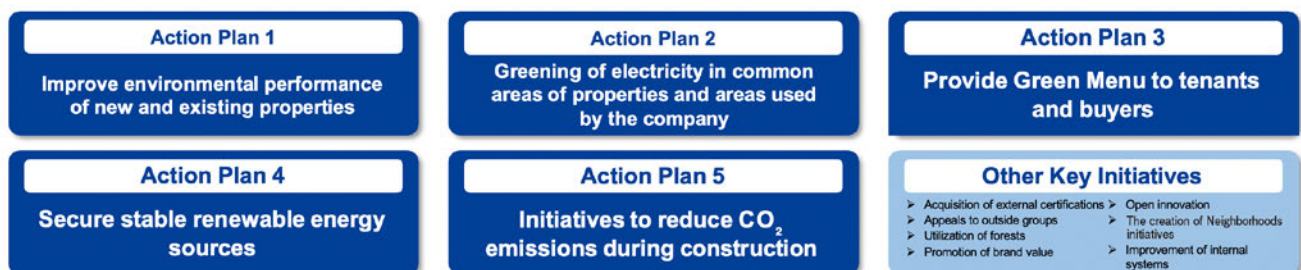 Action Plan 1
Improve environmental performance
of new and existing properties
Action Plan 2
Greening of electricity in common
areas of properties and areas used
by the company
Action Plan 3
Provide Green Menu to tenants
and buyers
Action Plan 4
Secure stable renewable energy
sources
Action Plan 5
Initiatives to reduce CO₂
emissions during construction
Other Key Initiatives
➢ Acquisition of external certifications
➢ Appeals to outside groups
➢ Utilization of forests
➢ Promotion of brand value
➢ Open innovation
➢ The creation of Neighborhoods
initiatives
➢ Improvement of internal
systems